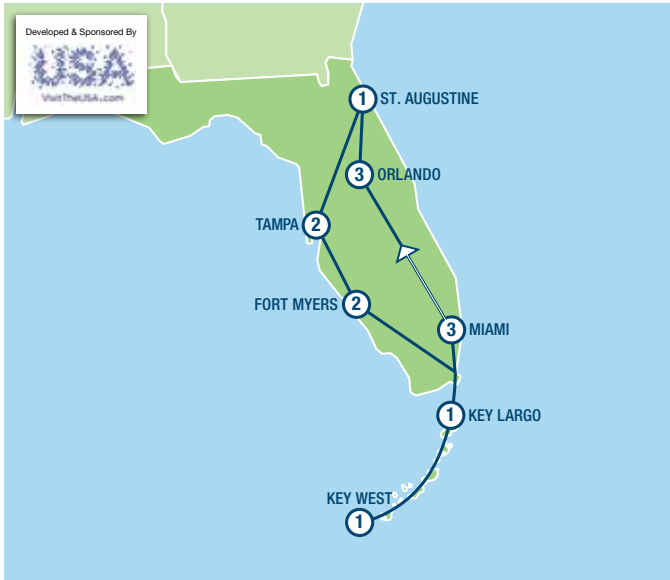 Developed & Sponsored By
USA
VisitTheUSA.com
1 ST. AUGUSTINE
3 ORLANDO
TAMPA 2
FORT MYERS 2
3 MIAMI
1 KEY LARGO
KEY WEST
1